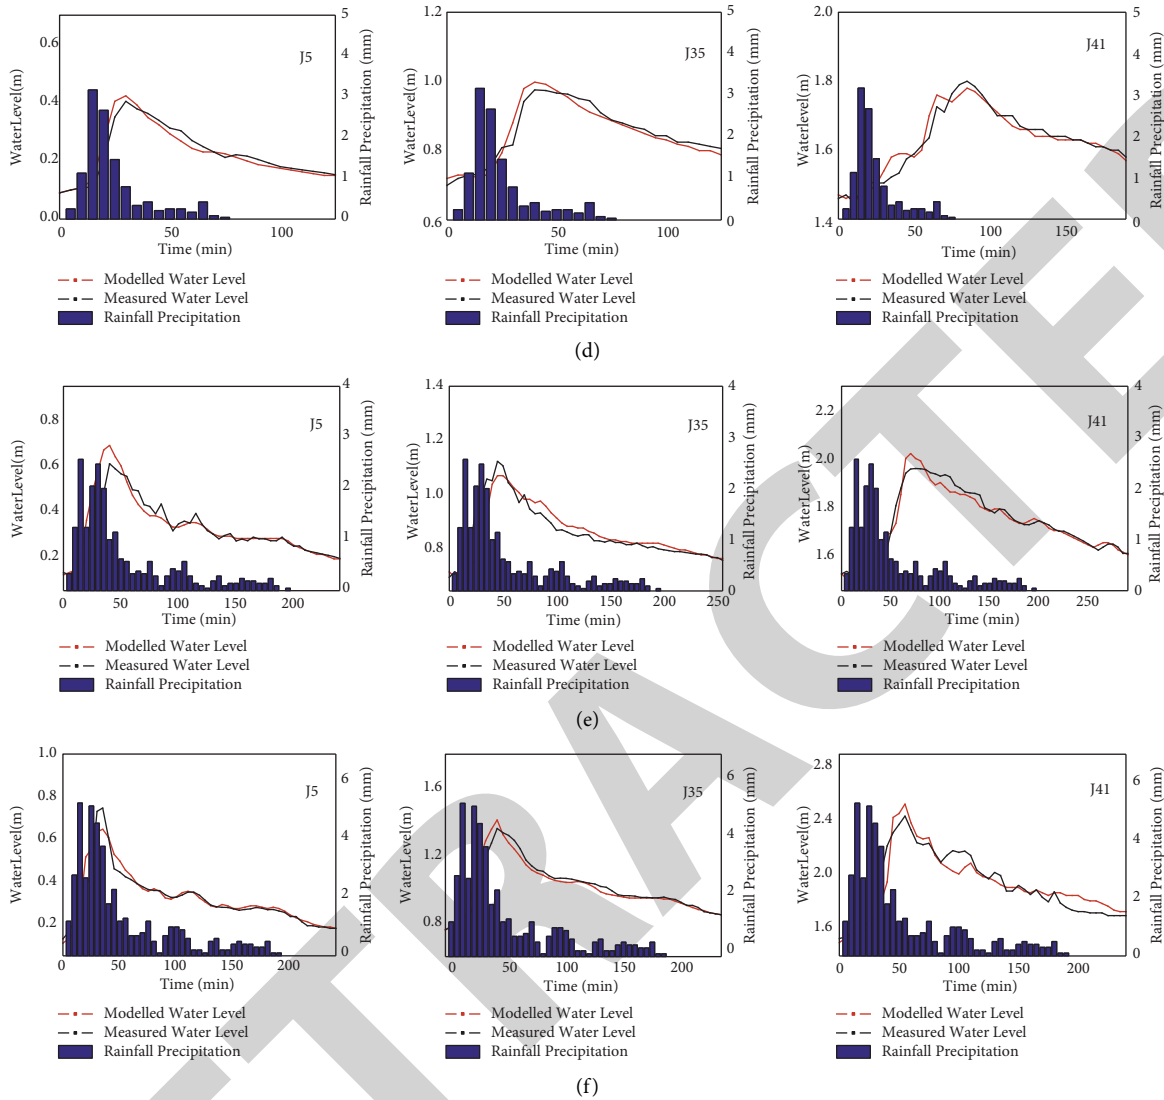 J5
WaterLevel(m)
0.6
0.4
0.2
0.0
0 50 100
Time (min)
5
4
3
2
1
0
Rainfall Precipitation (mm)
Modelled Water Level
Measured Water Level
Rainfall Precipitation
J35
WaterLevel(m)
1.2
1.0
0.8
0.6
0 50 100
Time (min)
5
4
3
2
1
0
Rainfall Precipitation (mm)
Modelled Water Level
Measured Water Level
Rainfall Precipitation
J41
Waterlevel(m)
2.0
1.8
1.6
1.4
0 50 100 150
Time (min)
5
4
3
2
1
0
Rainfall Precipitation (mm)
Modelled Water Level
Measured Water Level
Rainfall Precipitation
(d)
J5
WaterLevel(m)
0.8
0.6
0.4
0.2
0 50 100 150 200
Time (min)
4
3
2
1
0
Rainfall Precipitation (mm)
Modelled Water Level
Measured Water Level
Rainfall Precipitation
J35
WaterLevel(m)
1.4
1.2
1.0
0.8
0 50 100 150 200 256
Time (min)
4
3
2
1
0
Rainfall Precipitation (mm)
Modelled Water Level
Measured Water Level
Rainfall Precipitation
J41
WaterLevel(m)
2.2
2.0
1.8
1.6
0 50 100 150 200 250
Time (min)
4
3
2
1
0
Rainfall Precipitation (mm)
Modelled Water Level
Measured Water Level
Rainfall Precipitation
(e)
J5
WaterLevel(m)
1.0
0.8
0.6
0.4
0.2
0 50 100 150 200
Time (min)
6
4
2
0
Rainfall Precipitation (mm)
Modelled Water Level
Measured Water Level
Rainfall Precipitation
J35
WaterLevel(m)
1.6
1.2
0.8
0 50 100 150 200
Time (min)
6
4
2
0
Rainfall Precipitation (mm)
Modelled Water Level
Measured Water Level
Rainfall Precipitation
J41
WaterLevel(m)
2.8
2.4
2.0
1.6
0 50 100 150 200
Time (min)
6
4
2
0
Rainfall Precipitation (mm)
Modelled Water Level
Measured Water Level
Rainfall Precipitation
(f)
TRACTE